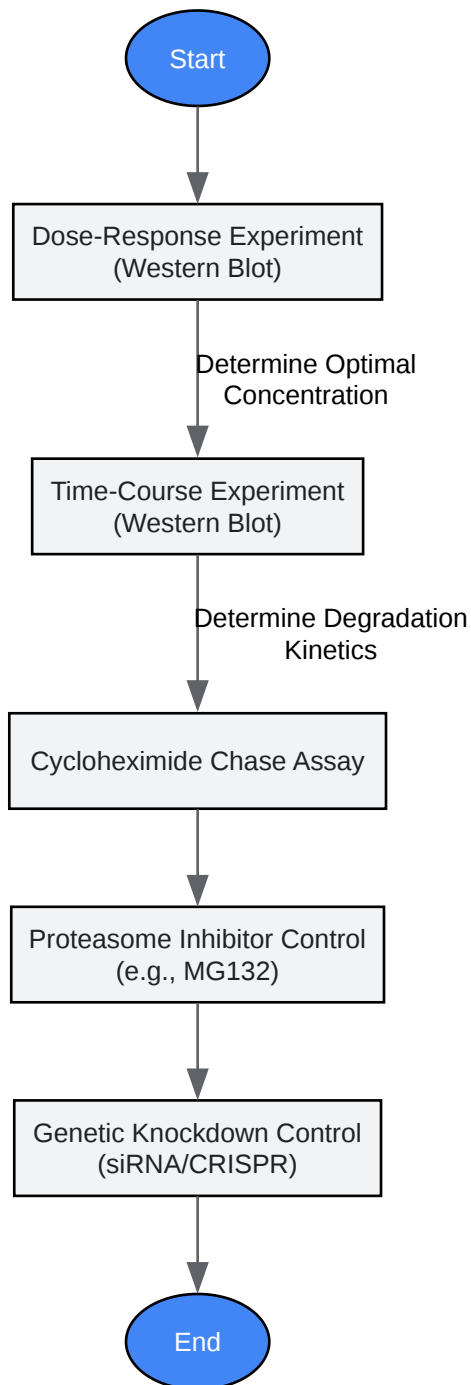 Start
Dose-Response Experiment
(Western Blot)
Determine Optimal
Concentration
Time-Course Experiment
(Western Blot)
Determine Degradation
Kinetics
Cycloheximide Chase Assay
Proteasome Inhibitor Control
(e.g., MG132)
Genetic Knockdown Control
(siRNA/CRISPR)
End